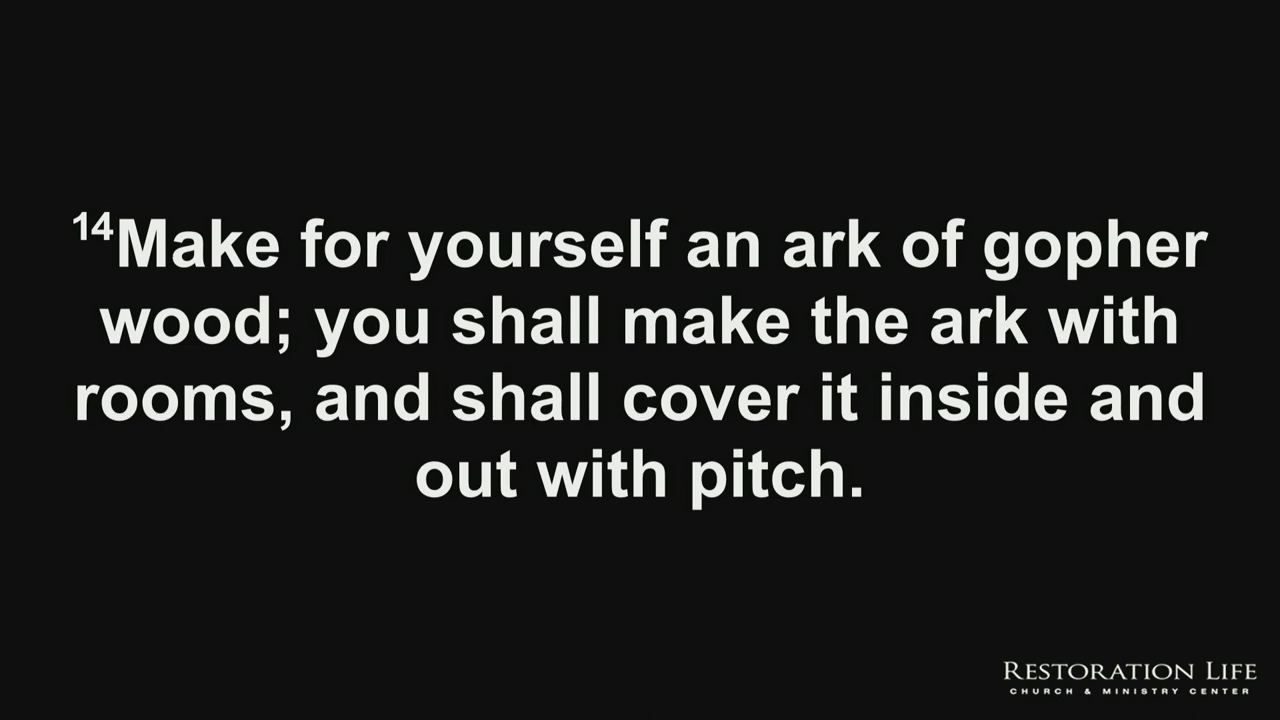 14Make for yourself an ark of gopher
wood; you shall make the ark with
rooms, and shall cover it inside and
out with pitch.
RESTORATION LIFE
CHURCH & MINISTRY CENTER